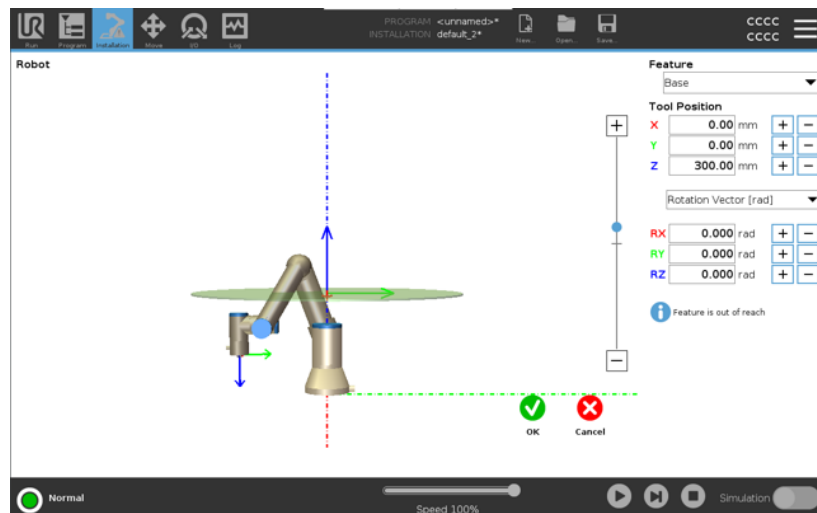 PROGRAM <unnamed>*
INSTALLATION default_2*
CCCC
CCCC
Run
Program
Installation
Move
I/O
Log
New...
Open...
Save...
Robot
Feature
Base
Tool Position
X 0.00 mm + −
Y 0.00 mm + −
Z 300.00 mm + −
Rotation Vector [rad]
RX 0.000 rad + −
RY 0.000 rad + −
RZ 0.000 rad + −
Feature is out of reach
OK
Cancel
Normal
Speed 100%
Simulation